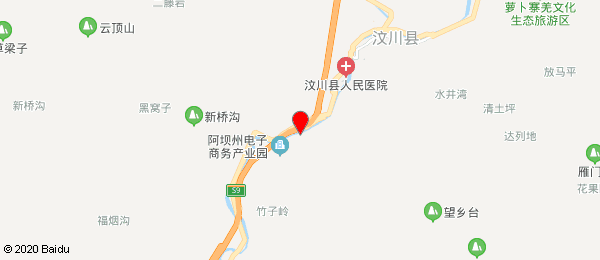 二滕岩
萝卜寨羌文化
生态旅游区
云顶山
草梁子
汶川县
放马平
汶川县人民医院
水井湾
新桥沟
黑窝子
清土坪
新桥沟
达列地
阿坝州电子
商务产业园
雁门
花果
S9
竹子岭
望乡台
福烟沟
© 2020 Baidu